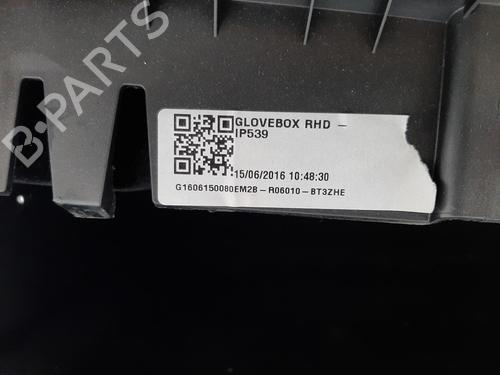 B-PARTS
GLOVEBOX RHD –
IP539
15/06/2016 10:48:30
G1606150080EM2B – R06010 – BT3ZHE